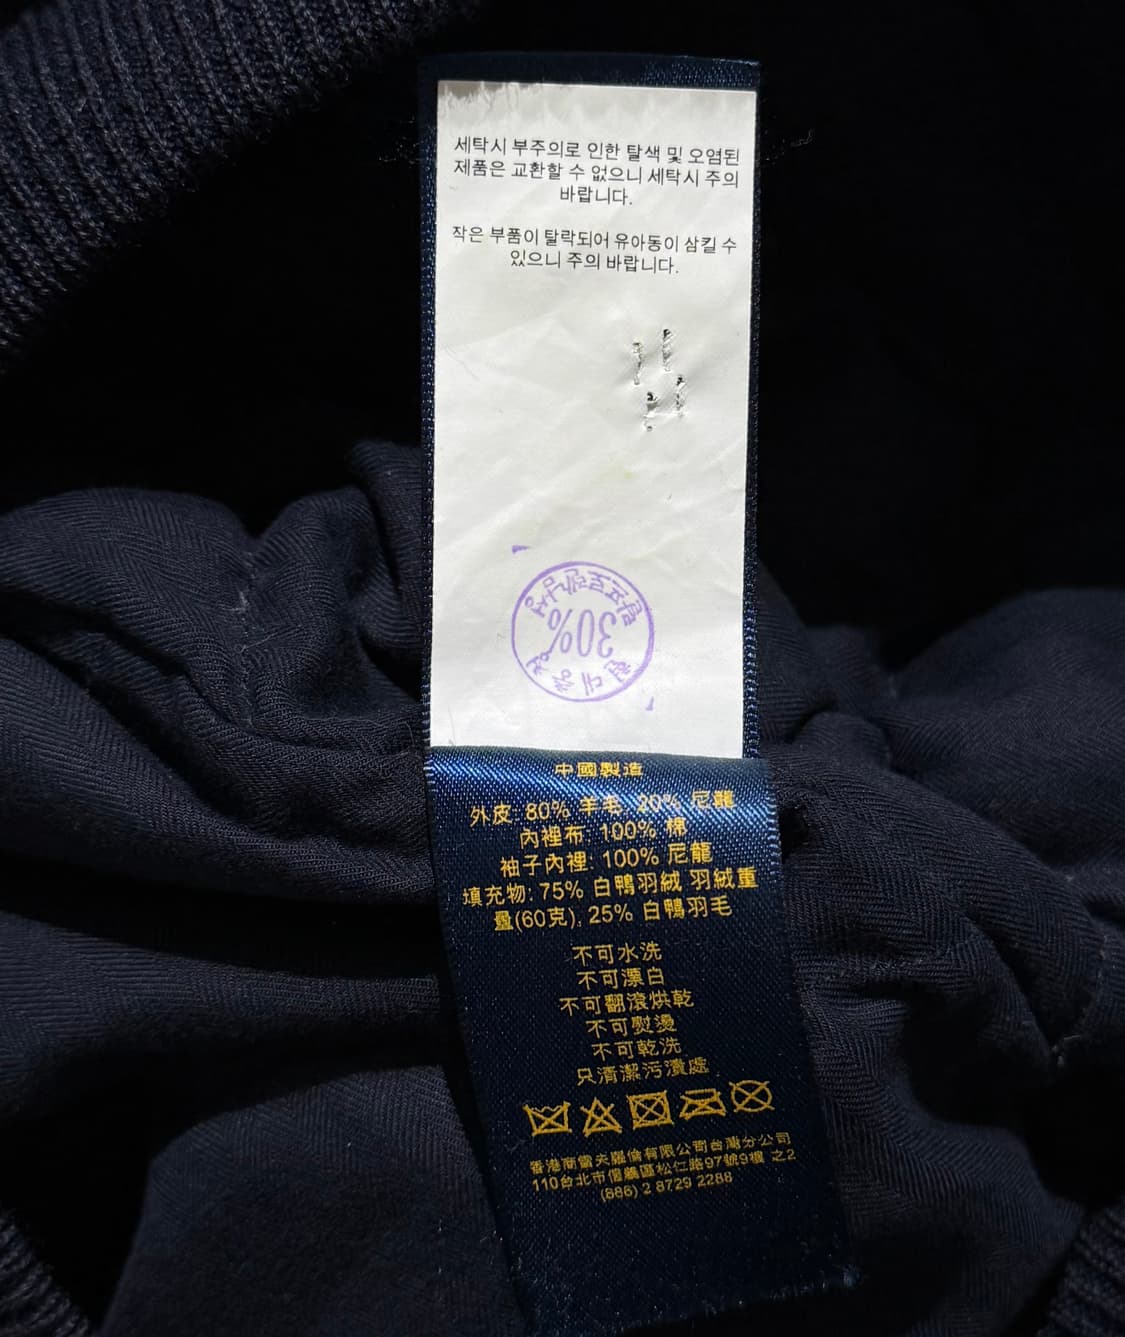 세탁시 부주의로 인한 탈색 및 오염된
제품은 교환할 수 없으니 세탁시 주의
바랍니다.
작은 부품이 탈락되어 유아동이 삼킬 수
있으니 주의 바랍니다.
30%
中國製造
外皮: 80% 羊毛, 20% 尼龍
內裡布: 100% 棉
袖子內裡: 100% 尼龍
填充物: 75% 白鴨羽絨 羽絨重
量(60克), 25% 白鴨羽毛
不可水洗
不可漂白
不可翻滾烘乾
不可熨燙
不可乾洗
只清潔污漬處
香港商雷夫羅倫有限公司台灣分公司
110台北市信義區松仁路97號9樓 之2
(886) 2 8729 2288